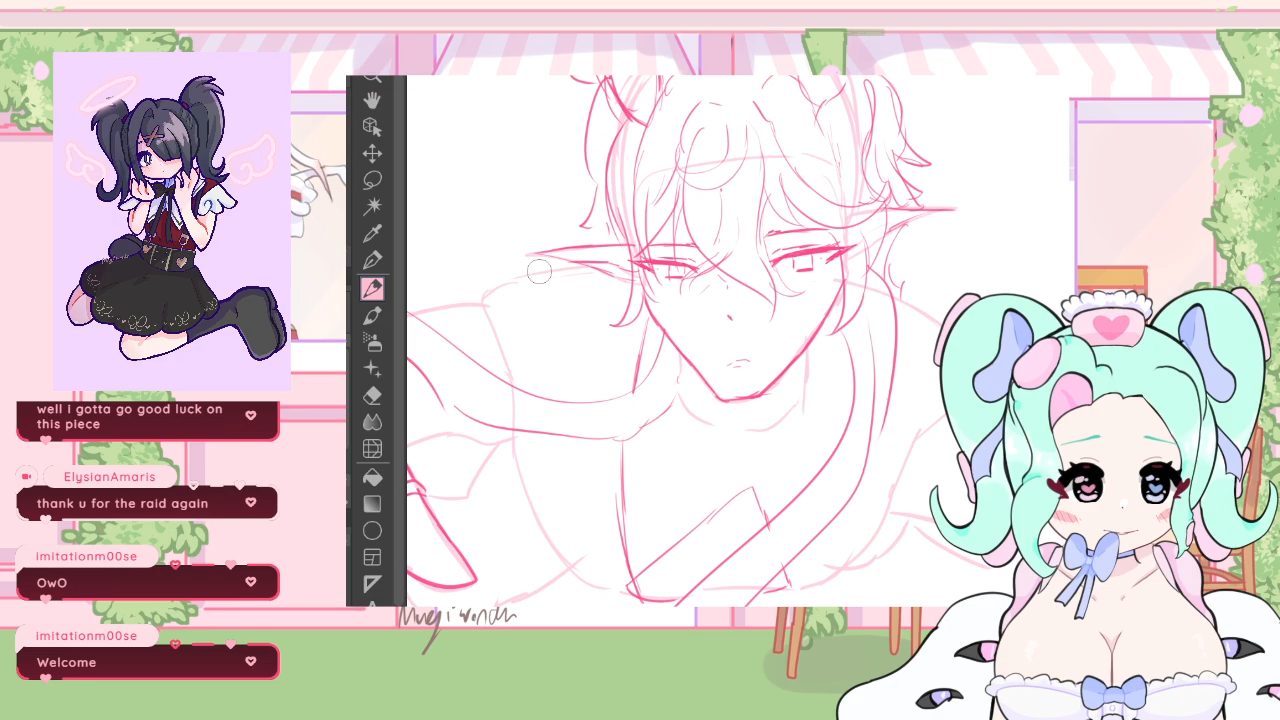 well i gotta go good luck on
this piece
ElysianAmaris
thank u for the raid again
imitationm00se
OwO
imitationm00se
Welcome